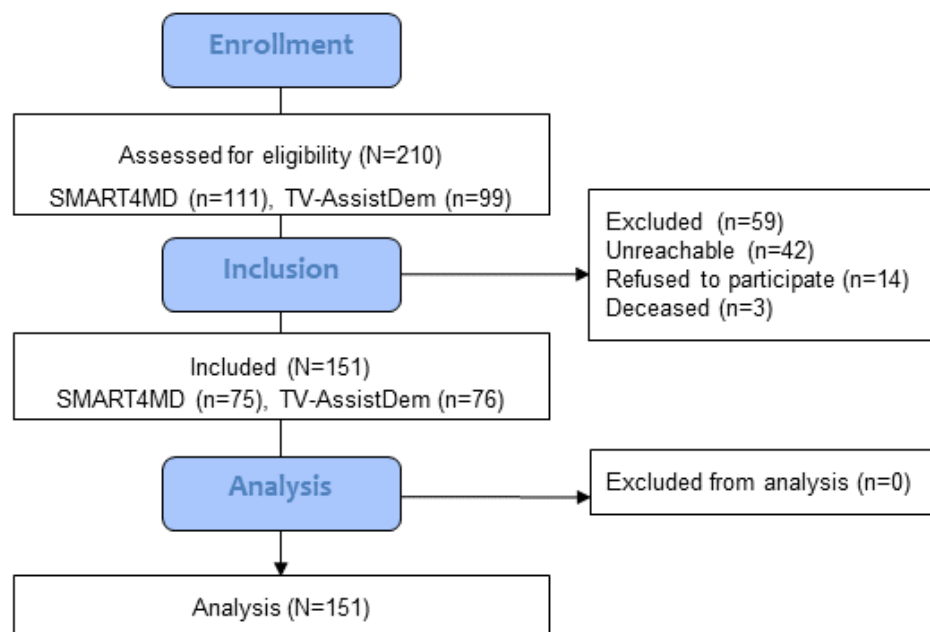 Enrollment
Assessed for eligibility (N=210)
SMART4MD (n=111), TV-AssistDem (n=99)
Excluded (n=59)
Unreachable (n=42)
Refused to participate (n=14)
Deceased (n=3)
Inclusion
Included (N=151)
SMART4MD (n=75), TV-AssistDem (n=76)
Analysis
Excluded from analysis (n=0)
Analysis (N=151)